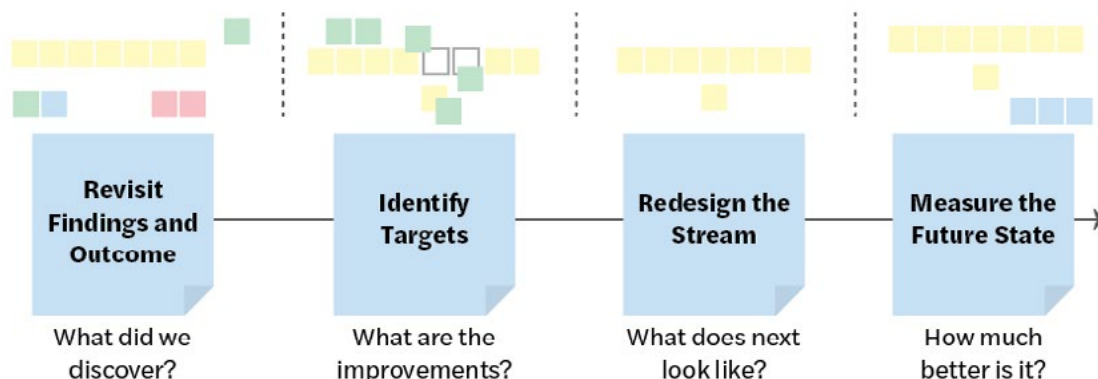 Revisit
Findings and
Outcome
What did we
discover?
Identify
Targets
What are the
improvements?
Redesign the
Stream
What does next
look like?
Measure the
Future State
How much
better is it?